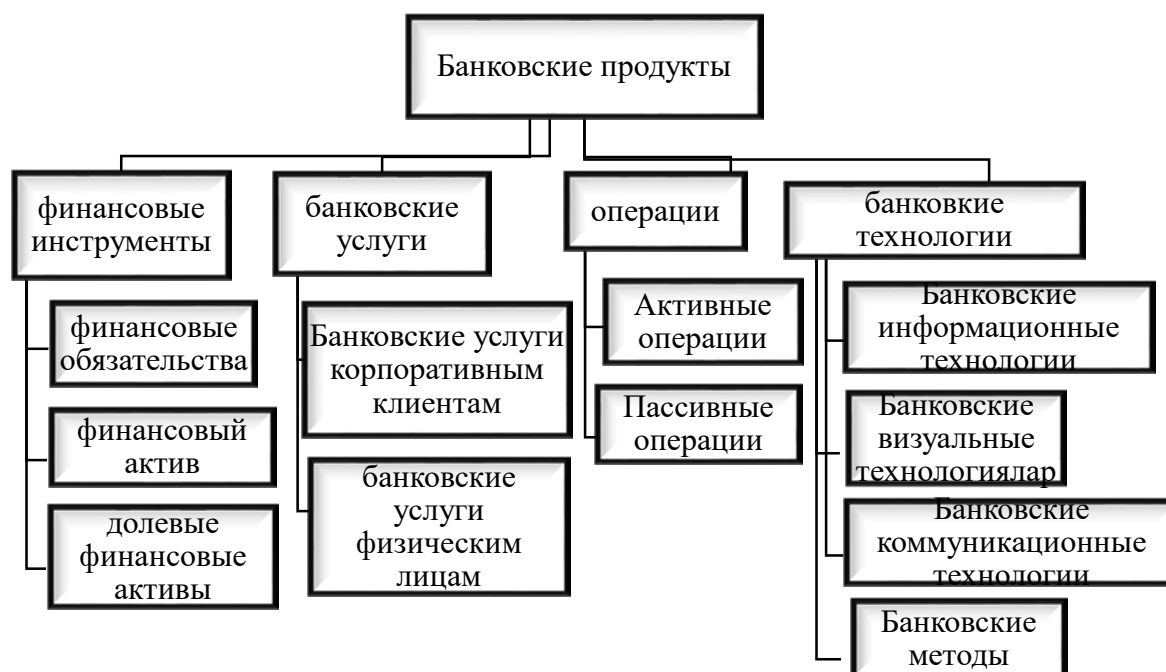 Банковские продукты
финансовые
инструменты
финансовые
обязательства
финансовый
актив
долевые
финансовые
активы
банковские
услуги
Банковские услуги
корпоративным
клиентам
банковские
услуги
физическим
лицам
операции
Активные
операции
Пассивные
операции
банковкие
технологии
Банковские
информационные
технологии
Банковские
визуальные
технологиялар
Банковские
коммуникационные
технологии
Банковские
методы